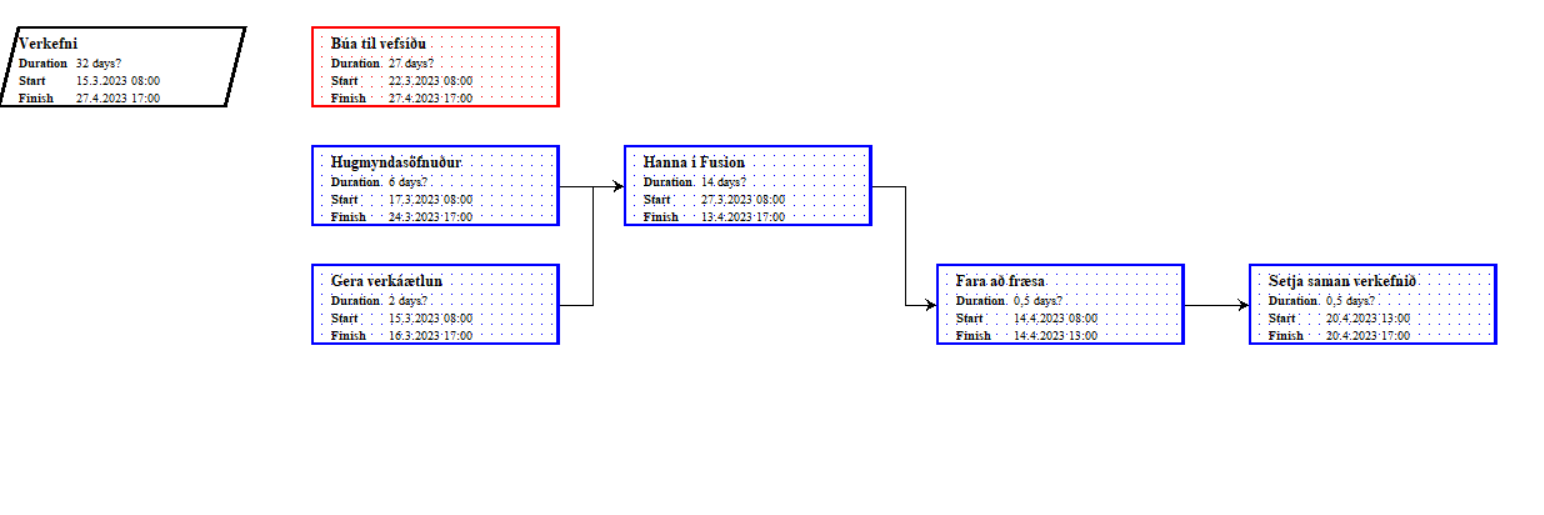 Verkefni
Duration 32 days?
Start 15.3.2023 08:00
Finish 27.4.2023 17:00
Búa til vefsíðu
Duration 27 days?
Start 22.3.2023 08:00
Finish 27.4.2023 17:00
Hugmyndasöfnuður
Duration 6 days?
Start 17.3.2023 08:00
Finish 24.3.2023 17:00
Hanna í Fusion
Duration 14 days?
Start 27.3.2023 08:00
Finish 13.4.2023 17:00
Gera verkáætlun
Duration 2 days?
Start 15.3.2023 08:00
Finish 16.3.2023 17:00
Fara að fræsa
Duration 0,5 days?
Start 14.4.2023 08:00
Finish 14.4.2023 13:00
Setja saman verkefnið
Duration 0,5 days?
Start 20.4.2023 13:00
Finish 20.4.2023 17:00